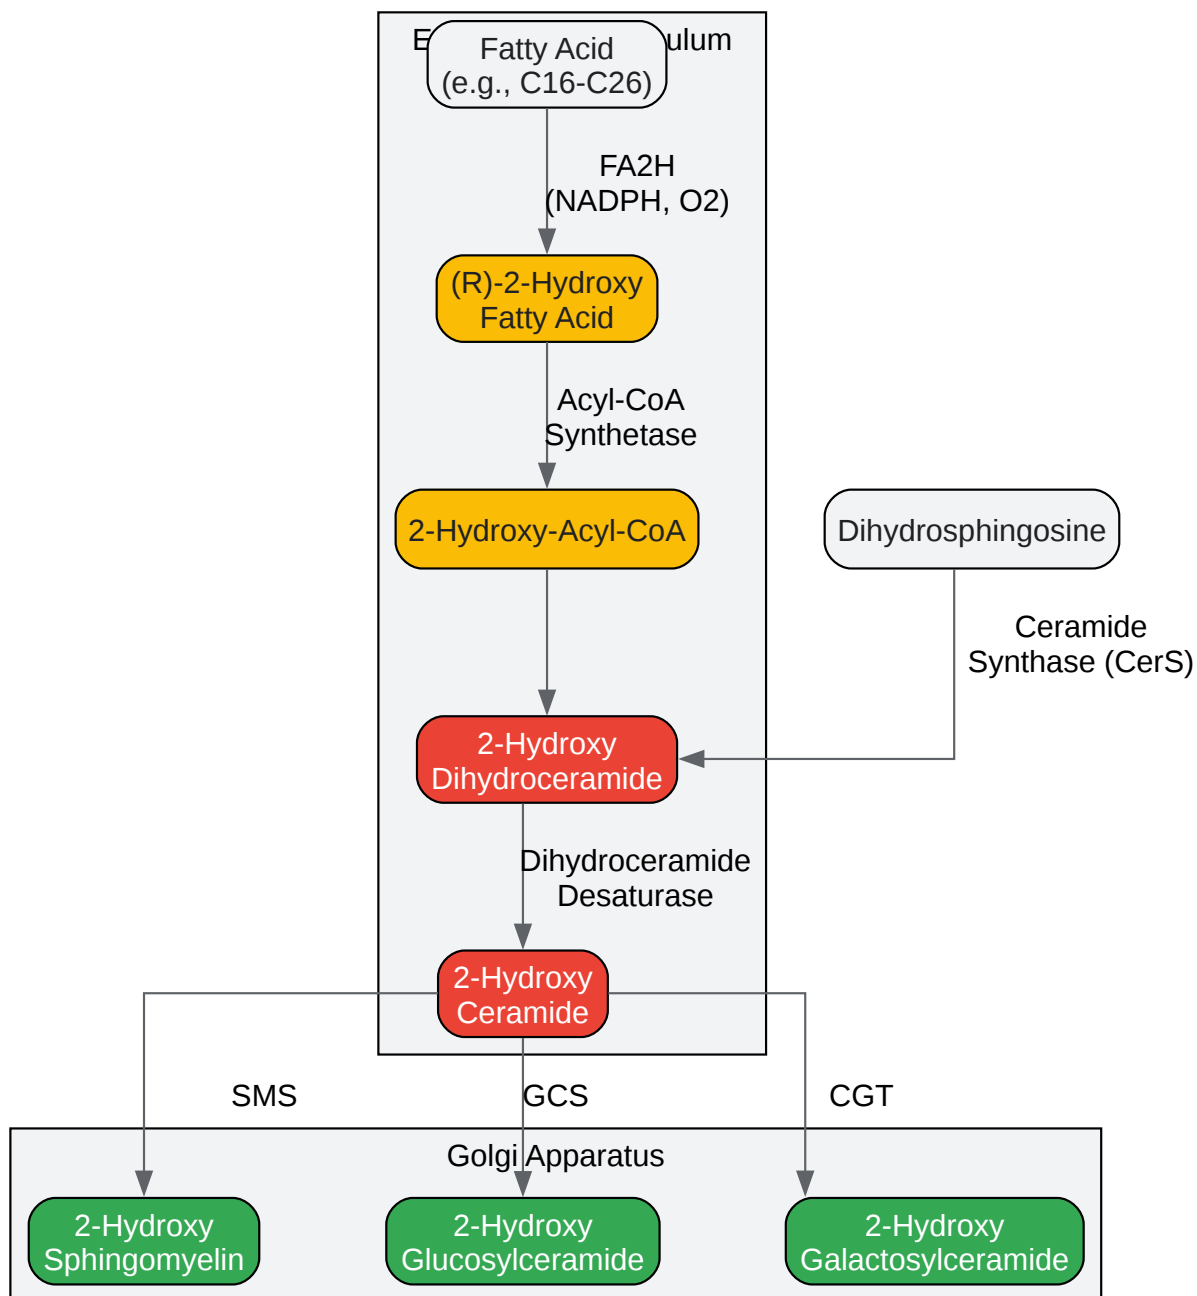 E
ulum
Fatty Acid
(e.g., C16-C26)
FA2H
(NADPH, O2)
(R)-2-Hydroxy
Fatty Acid
Acyl-CoA
Synthetase
2-Hydroxy-Acyl-CoA
Dihydrosphingosine
Ceramide
Synthase (CerS)
2-Hydroxy
Dihydroceramide
Dihydroceramide
Desaturase
2-Hydroxy
Ceramide
SMS
GCS
CGT
Golgi Apparatus
2-Hydroxy
Sphingomyelin
2-Hydroxy
Glucosylceramide
2-Hydroxy
Galactosylceramide